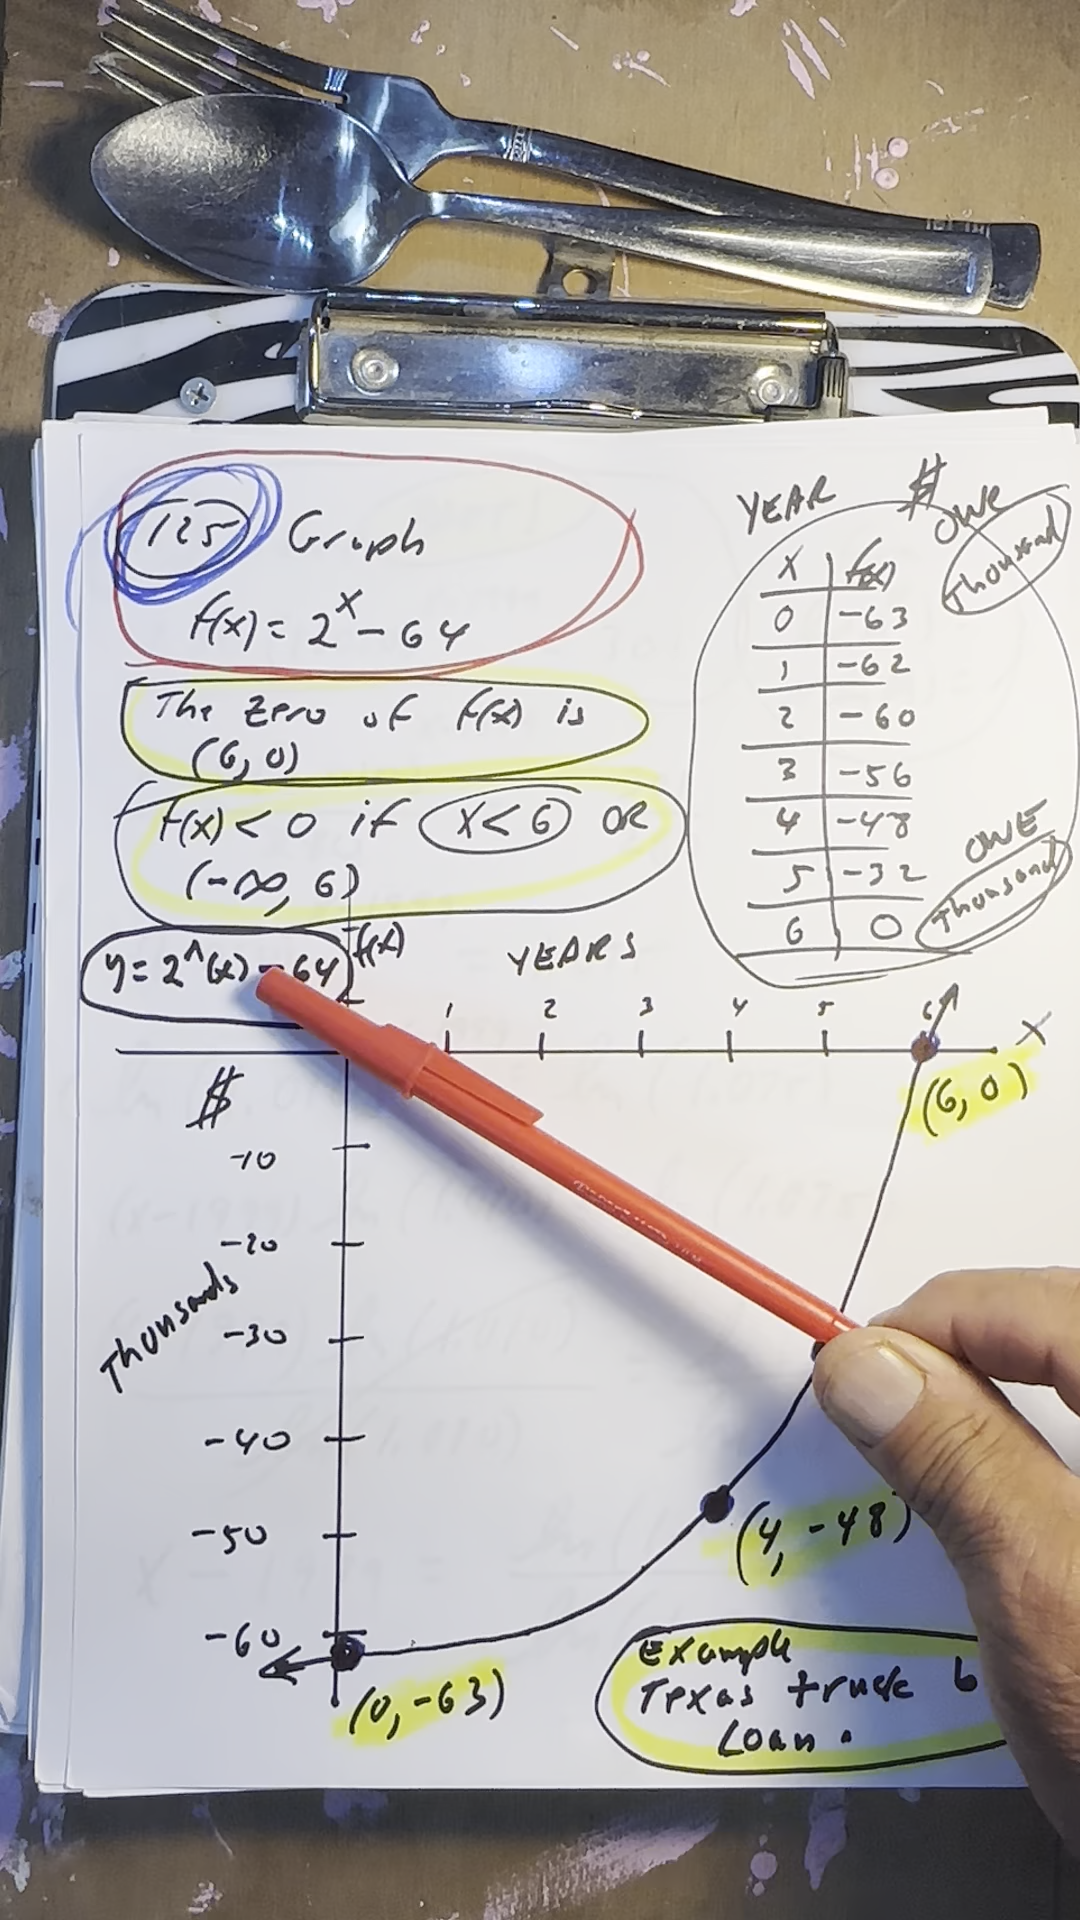 125 Graph
f(x) = 2^x - 64
The zero of f(x) is
(6, 0)
f(x) < 0 if x < 6 OR
(-∞, 6)
y = 2^(x) - 64
YEAR $ OWE
Thousand
x f(x)
0 -63
1 -62
2 -60
3 -56
4 -48
5 -32
6 0
OWE
Thousand
f(x)
YEARS
1 2 3 4 5 6
X
(6, 0)
$
-10
-20
Thousands
-30
-40
-50
(4, -48)
-60
(0, -63)
Example
Texas truck 6
Loan.